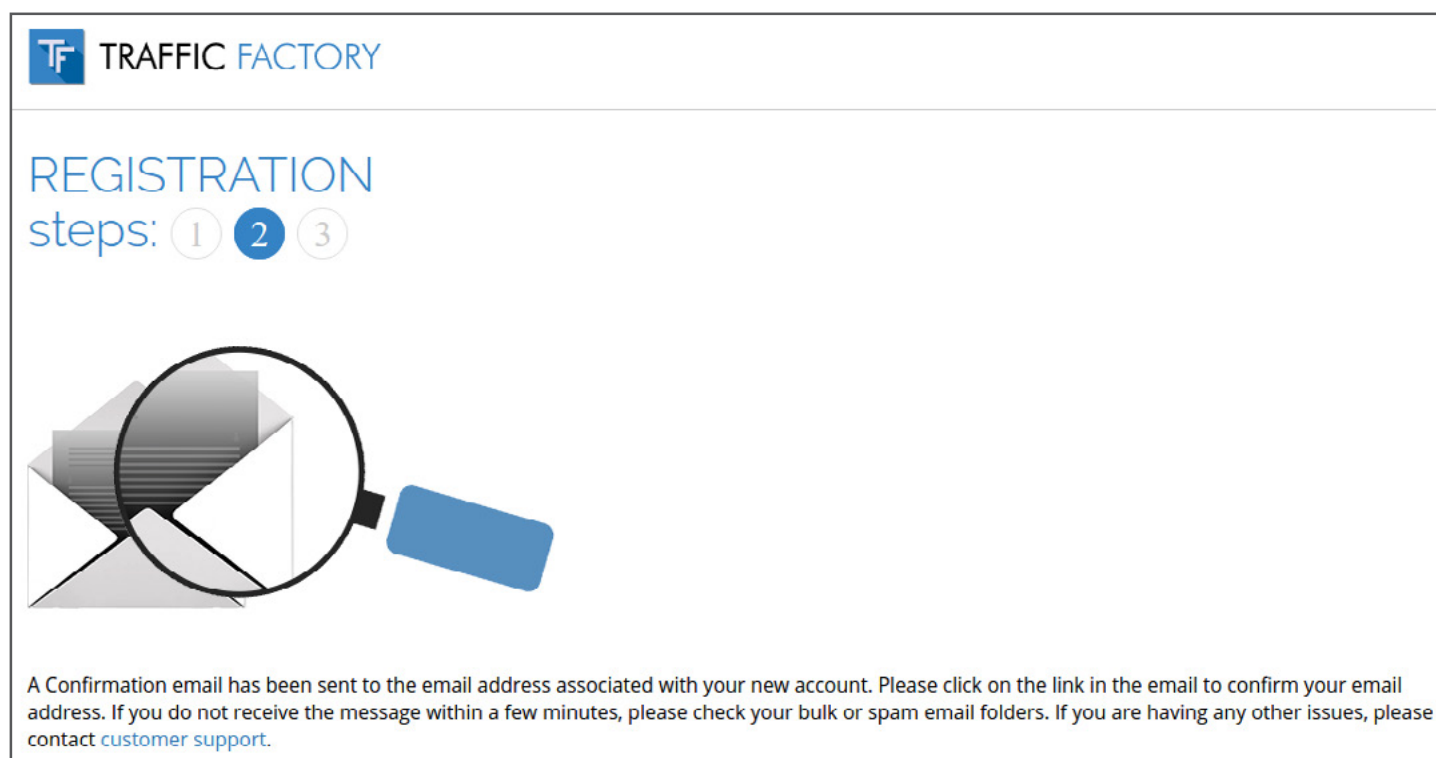 TF TRAFFIC FACTORY
REGISTRATION
steps: 1 2 3
A Confirmation email has been sent to the email address associated with your new account. Please click on the link in the email to confirm your email
address. If you do not receive the message within a few minutes, please check your bulk or spam email folders. If you are having any other issues, please
contact customer support.